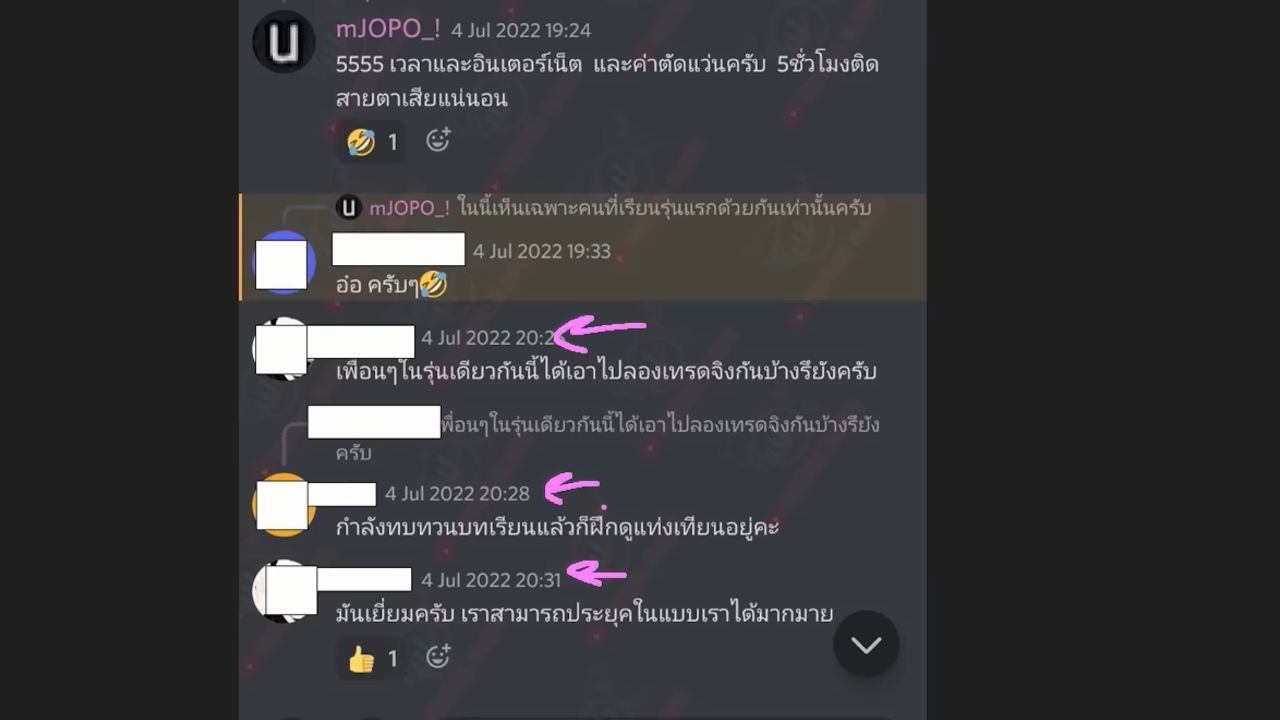 mJOPO_! 4 Jul 2022 19:24
5555 เวลาและอินเตอร์เน็ต และค่าตัดแว่นครับ 5ชั่วโมงติด
สายตาเสียแน่นอน
🤣 1
U mJOPO_! ในนี้เห็นเฉพาะคนที่เรียนรุ่นแรกด้วยกันเท่านั้นครับ
4 Jul 2022 19:33
อ๋อ ครับๆ🤣
4 Jul 2022
เพื่อนๆในรุ่นเดียวกันนี้ได้เอาไปลองเทรดจิงกันบ้างรึยังครับ
พื่อนๆในรุ่นเดียวกันนี้ได้เอาไปลองเทรดจิงกันบ้างรึยัง
ครับ
4 Jul 2022 20:28
กำลังทบทวนบทเรียนแล้วก็ฝึกดูแท่งเทียนอยู่คะ
4 Jul 2022 20:31
มันเยี่ยมครับ เราสามารถประยุคในแบบเราได้มากมาย
👍 1